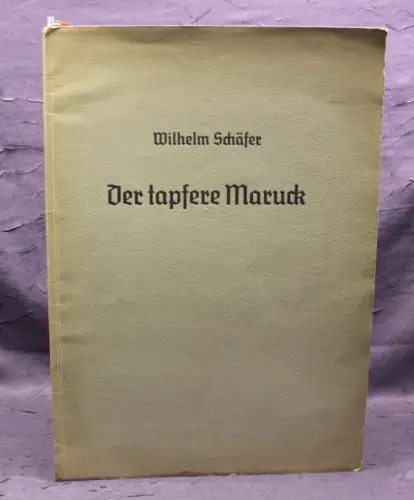 Wilhelm Schäfer
Der tapfere Maruck